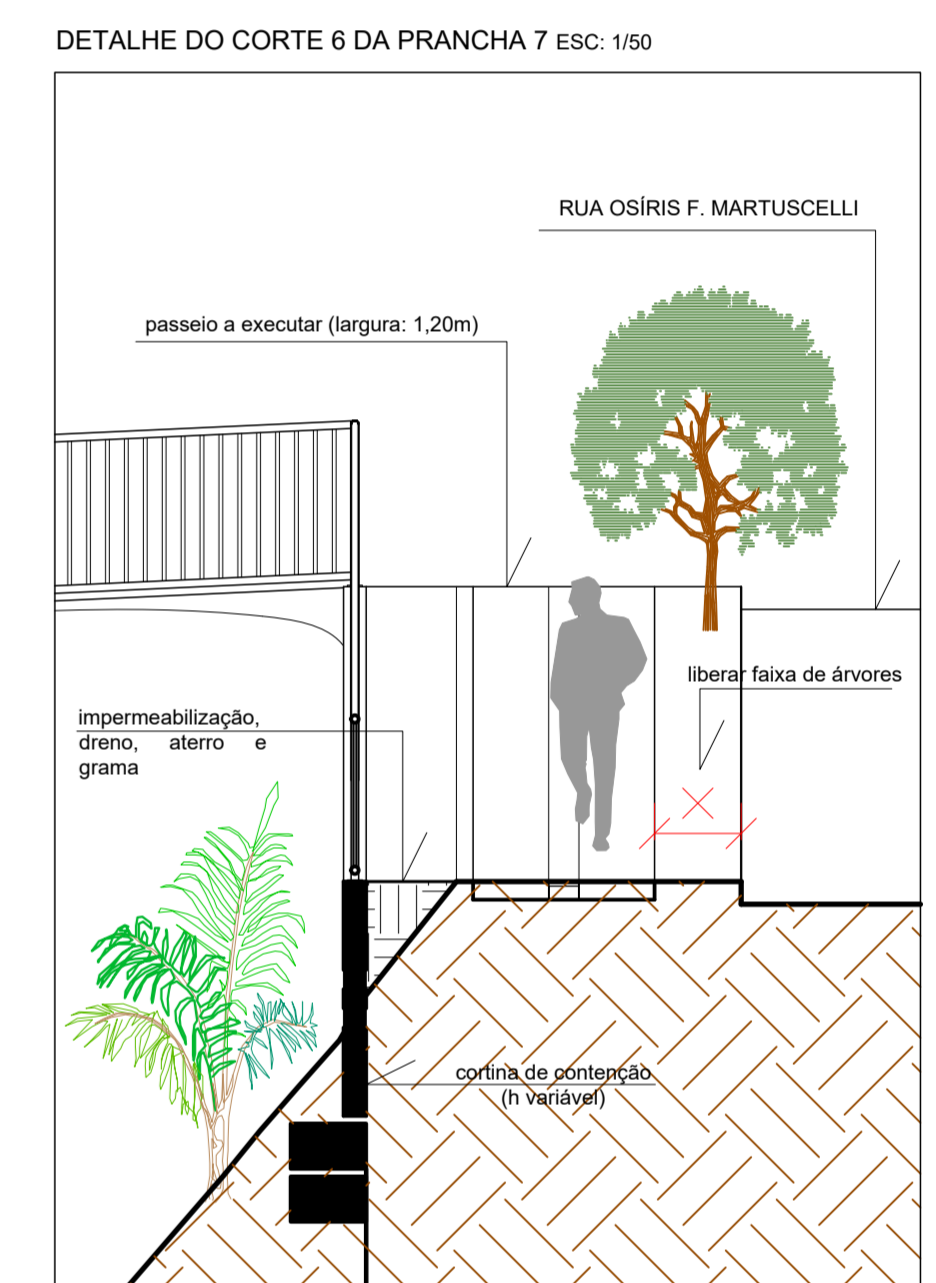 DETALHE DO CORTE 6 DA PRANCHA 7 ESC: 1/50
RUA OSÍRIS F. MARTUSCELLI
passeio a executar (largura: 1,20m)
liberar faixa de árvores
impermeabilização,
dreno, aterro e
grama
cortina de contenção
(h variável)